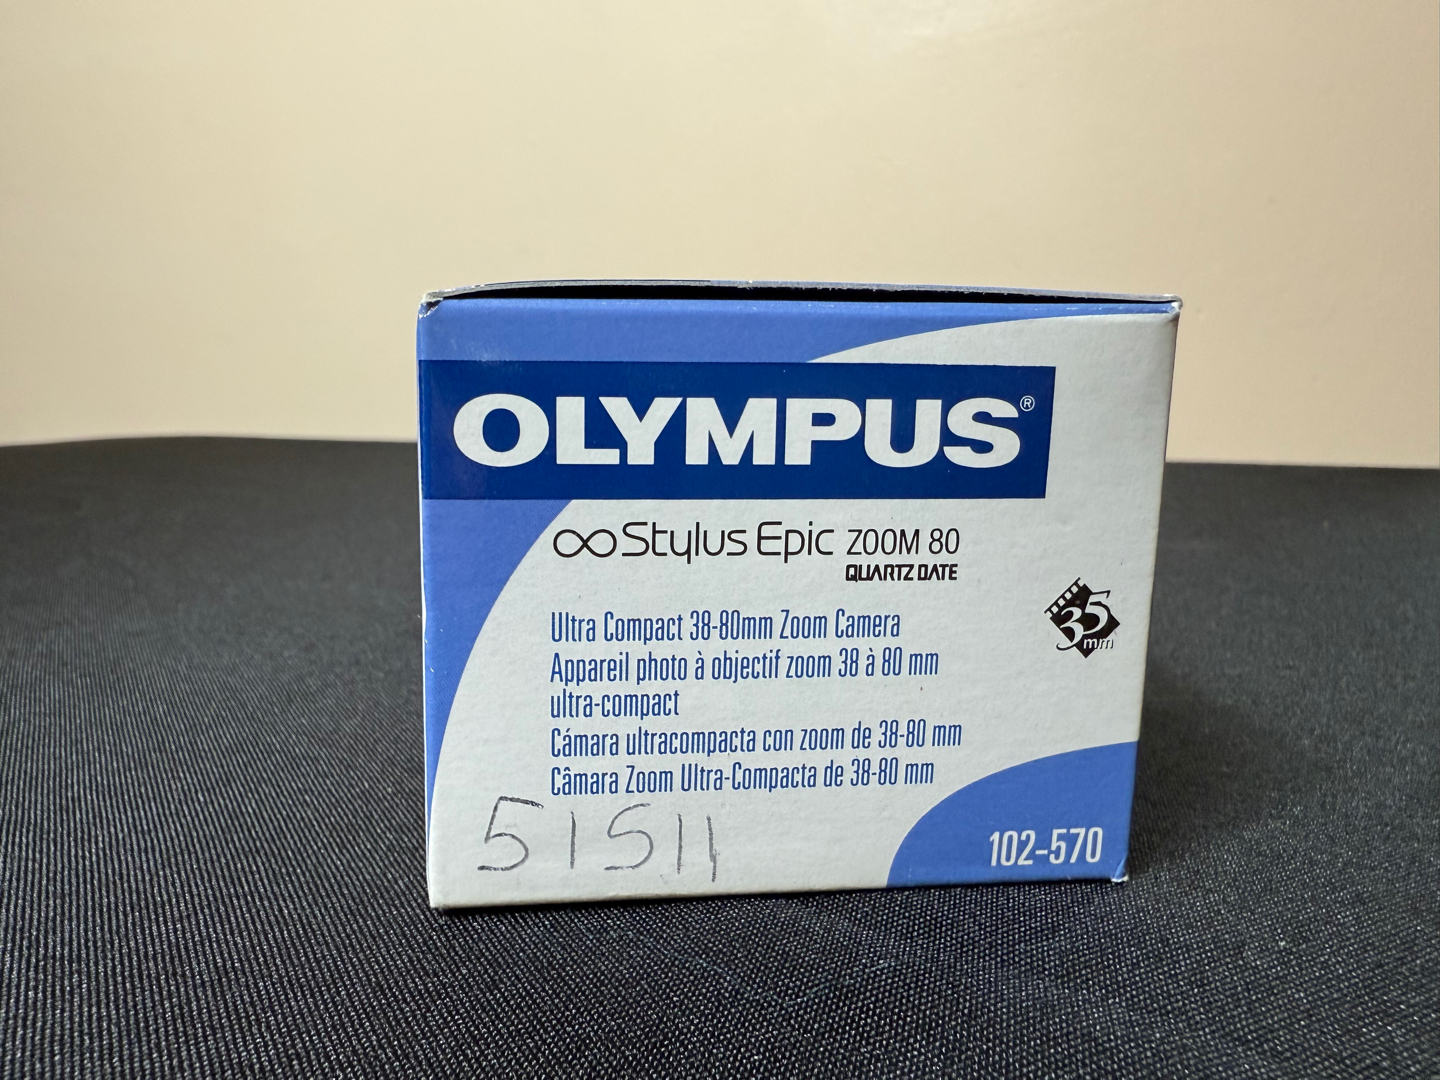 OLYMPUS®
∞ Stylus Epic ZOOM 80
QUARTZ DATE
35
mm
Ultra Compact 38-80mm Zoom Camera
Appareil photo à objectif zoom 38 à 80 mm
ultra-compact
Cámara ultracompacta con zoom de 38-80 mm
Câmara Zoom Ultra-Compacta de 38-80 mm
51511
102-570